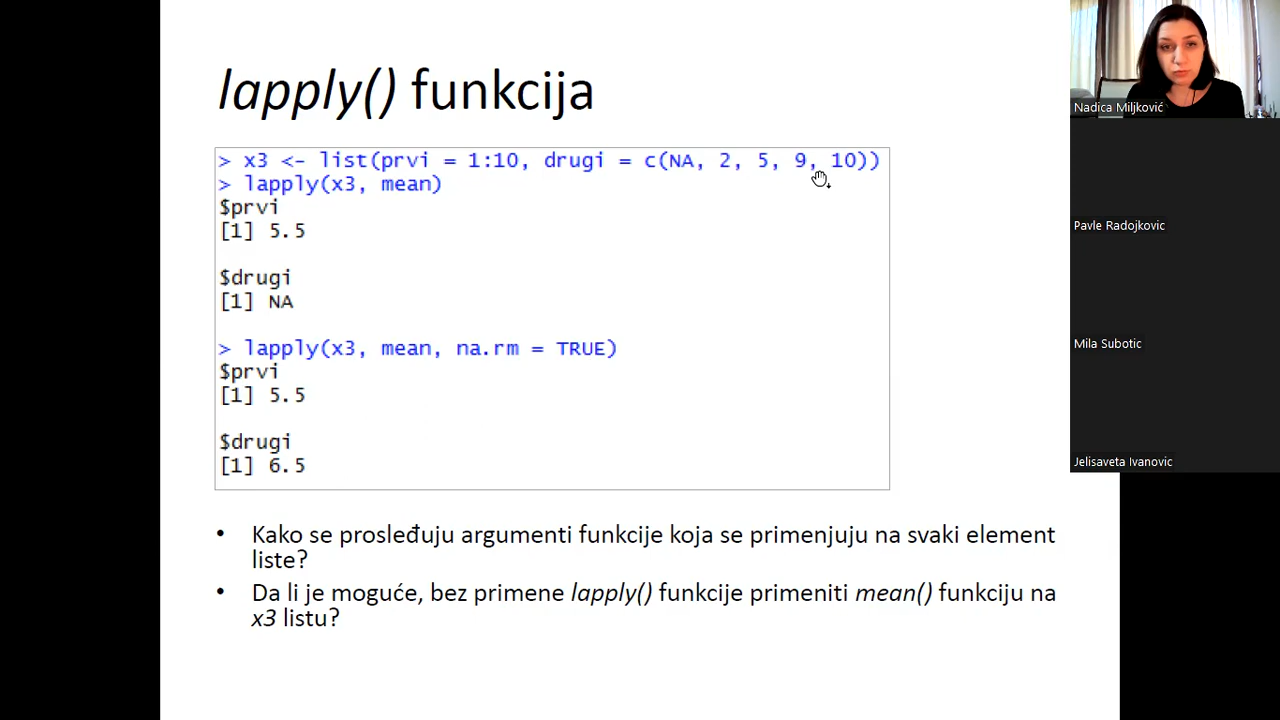 lapply() funkcija
> x3 <- list(prvi = 1:10, drugi = c(NA, 2, 5, 9, 10))
> lapply(x3, mean)
$prvi
[1] 5.5
$drugi
[1] NA
> lapply(x3, mean, na.rm = TRUE)
$prvi
[1] 5.5
$drugi
[1] 6.5
• Kako se prosleđuju argumenti funkcije koja se primenjuju na svaki element
liste?
• Da li je moguće, bez primene lapply() funkcije primeniti mean() funkciju na
x3 listu?
Nadica Miljković
Pavle Radojkovic
Mila Subotic
Jelisaveta Ivanovic